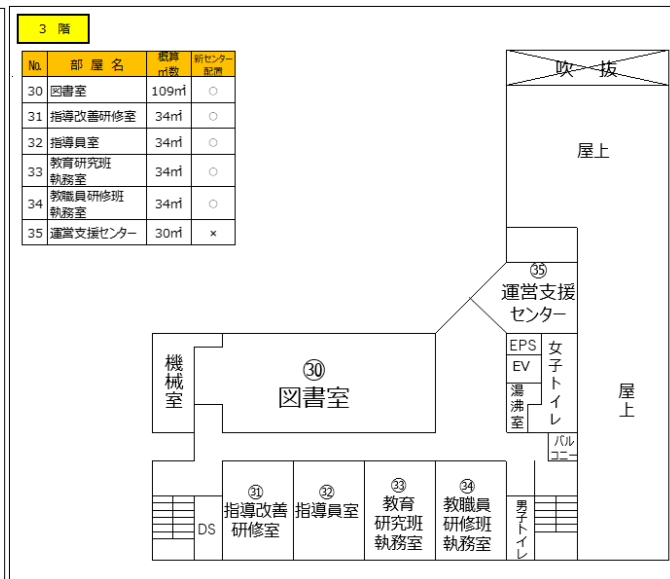 3 階
No. 部屋名 概算㎡数 新センター配置
30 図書室 109㎡ ○
31 指導改善研修室 34㎡ ○
32 指導員室 34㎡ ○
33 教育研究班執務室 34㎡ ○
34 教職員研修班執務室 34㎡ ○
35 運営支援センター 30㎡ ×
吹 抜
屋上
㉟
運営支援
センター
機械室
㉚
図書室
EPS
EV
湯沸室
女子トイレ
屋上
バル
コニー
DS
㉛
指導改善
研修室
㉜
指導員室
㉝
教育
研究班
執務室
㉞
教職員
研修班
執務室
男子トイレ